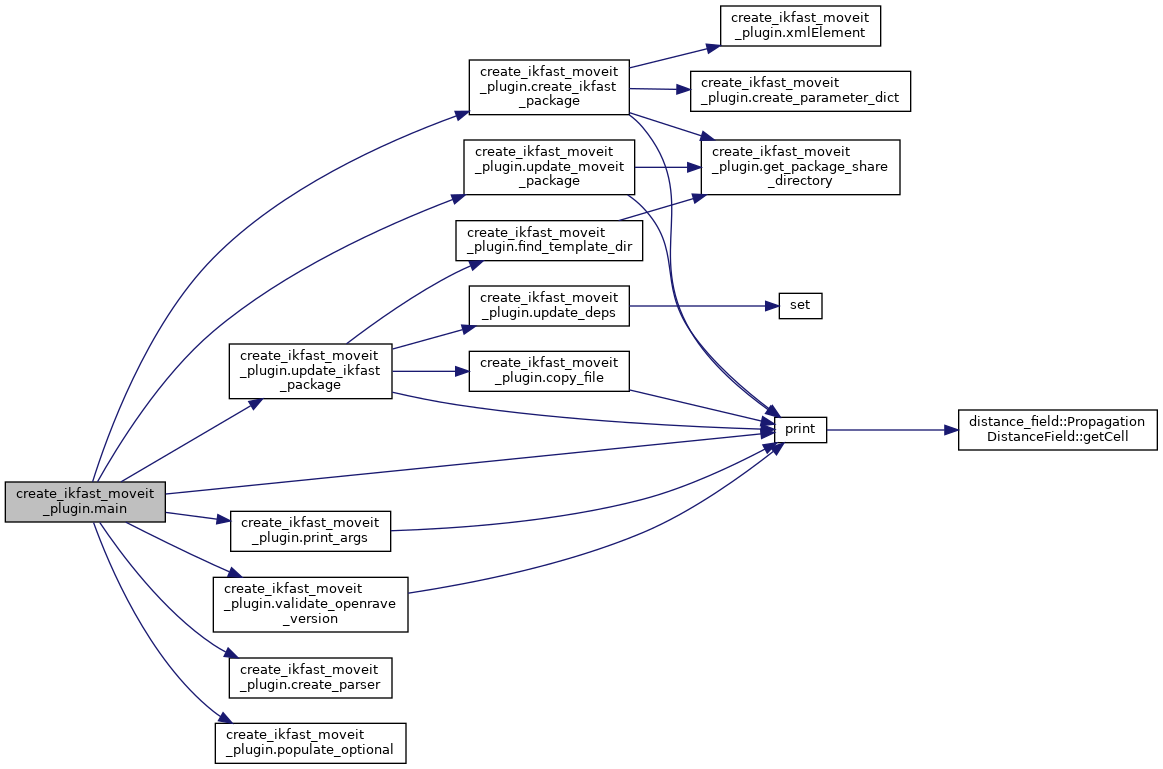 create_ikfast_moveit
_plugin.xmlElement
create_ikfast_moveit
_plugin.create_ikfast
_package
create_ikfast_moveit
_plugin.create_parameter_dict
create_ikfast_moveit
_plugin.update_moveit
_package
create_ikfast_moveit
_plugin.get_package_share
_directory
create_ikfast_moveit
_plugin.find_template_dir
create_ikfast_moveit
_plugin.update_deps
set
create_ikfast_moveit
_plugin.update_ikfast
_package
create_ikfast_moveit
_plugin.copy_file
print
distance_field::Propagation
DistanceField::getCell
create_ikfast_moveit
_plugin.main
create_ikfast_moveit
_plugin.print_args
create_ikfast_moveit
_plugin.validate_openrave
_version
create_ikfast_moveit
_plugin.create_parser
create_ikfast_moveit
_plugin.populate_optional